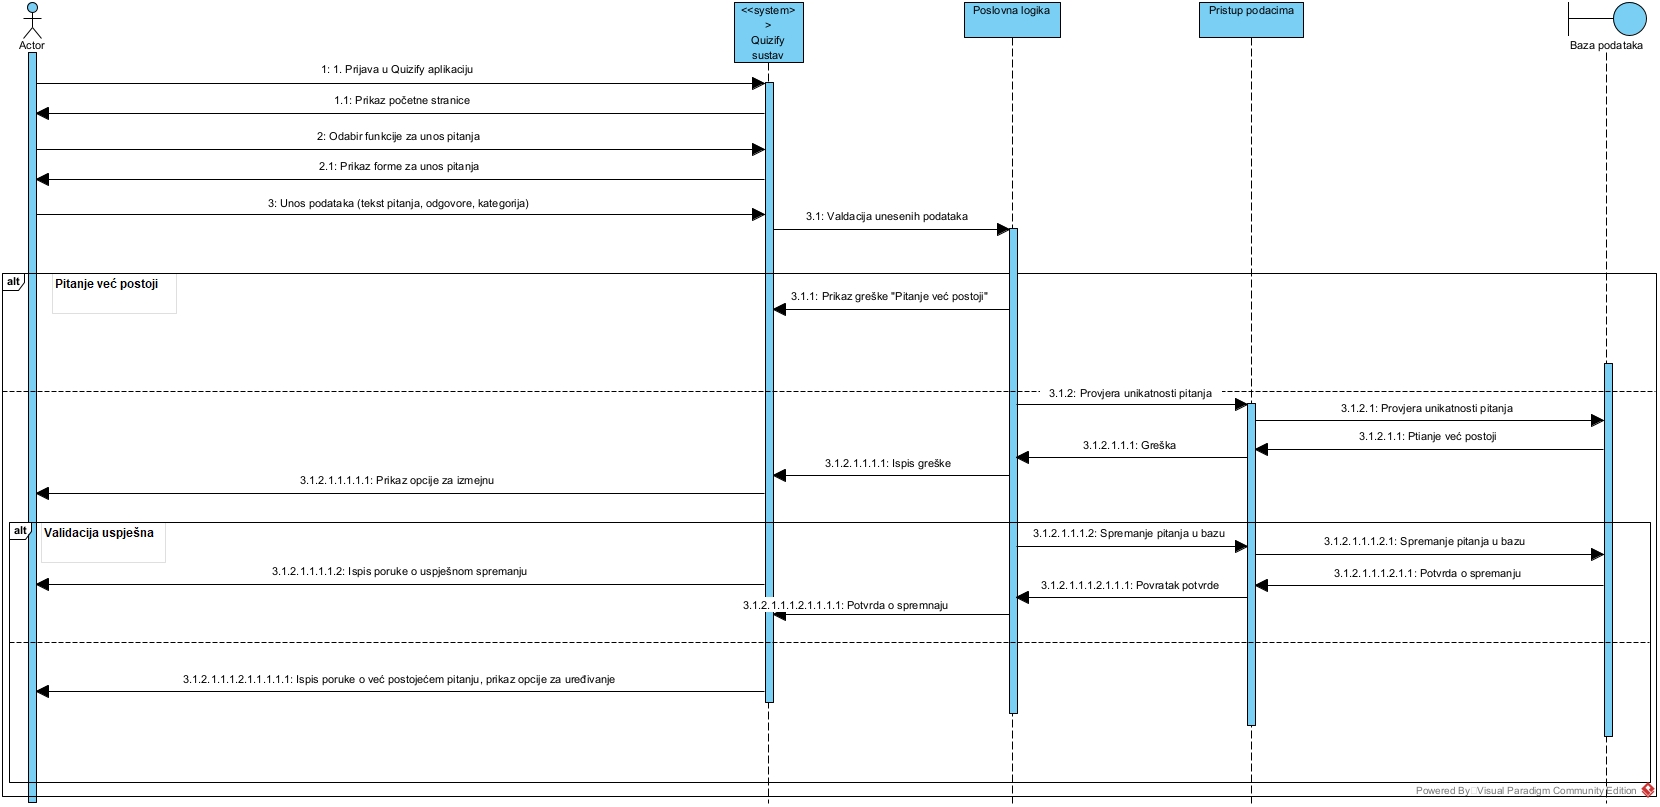 Actor
<<system>
>
Quizify
sustav
Poslovna logika
Pristup podacima
Baza podataka
1: 1. Prijava u Quizify aplikaciju
1.1: Prikaz početne stranice
2: Odabir funkcije za unos pitanja
2.1: Prikaz forme za unos pitanja
3: Unos podataka (tekst pitanja, odgovore, kategorija)
3.1: Valdacija unesenih podataka
alt
Pitanje već postoji
3.1.1: Prikaz greške "Pitanje već postoji"
3.1.2: Provjera unikatnosti pitanja
3.1.2.1: Provjera unikatnosti pitanja
3.1.2.1.1: Ptianje već postoji
3.1.2.1.1.1: Greška
3.1.2.1.1.1.1: Ispis greške
3.1.2.1.1.1.1.1: Prikaz opcije za izmejnu
alt
Validacija uspješna
3.1.2.1.1.1.2: Spremanje pitanja u bazu
3.1.2.1.1.1.2.1: Spremanje pitanja u bazu
3.1.2.1.1.1.1.2: Ispis poruke o uspješnom spremanju
3.1.2.1.1.1.2.1.1: Potvrda o spremanju
3.1.2.1.1.1.2.1.1.1: Povratak potvrde
3.1.2.1.1.1.2.1.1.1.1: Potvrda o spremnaju
3.1.2.1.1.1.2.1.1.1.1.1: Ispis poruke o već postojećem pitanju, prikaz opcije za uređivanje
Powered By Visual Paradigm Community Edition